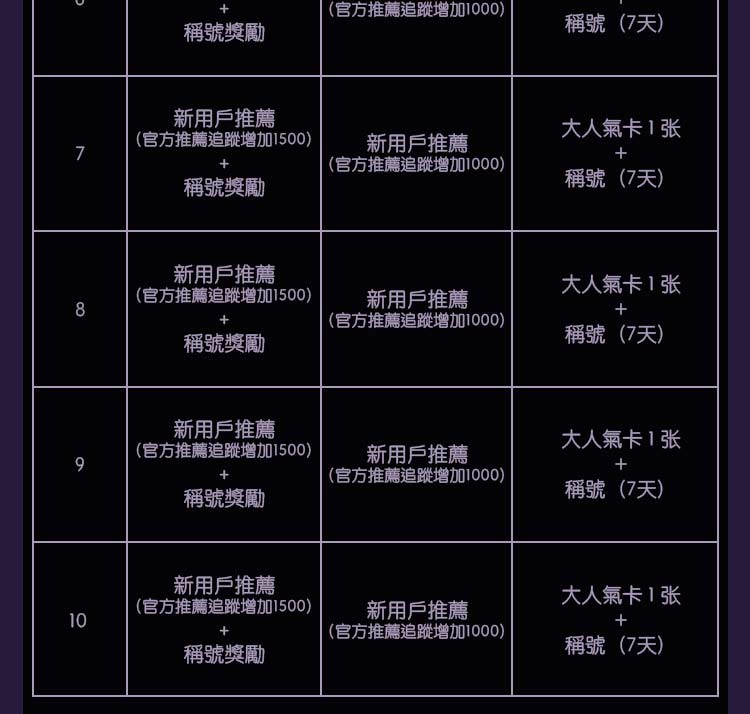 +
稱號獎勵
(官方推薦追蹤增加1000)
稱號（7天）
7
新用戶推薦
(官方推薦追蹤增加1500)
+
稱號獎勵
新用戶推薦
(官方推薦追蹤增加1000)
大人氣卡1张
+
稱號（7天）
8
新用戶推薦
(官方推薦追蹤增加1500)
+
稱號獎勵
新用戶推薦
(官方推薦追蹤增加1000)
大人氣卡1张
+
稱號（7天）
9
新用戶推薦
(官方推薦追蹤增加1500)
+
稱號獎勵
新用戶推薦
(官方推薦追蹤增加1000)
大人氣卡1张
+
稱號（7天）
10
新用戶推薦
(官方推薦追蹤增加1500)
+
稱號獎勵
新用戶推薦
(官方推薦追蹤增加1000)
大人氣卡1张
+
稱號（7天）